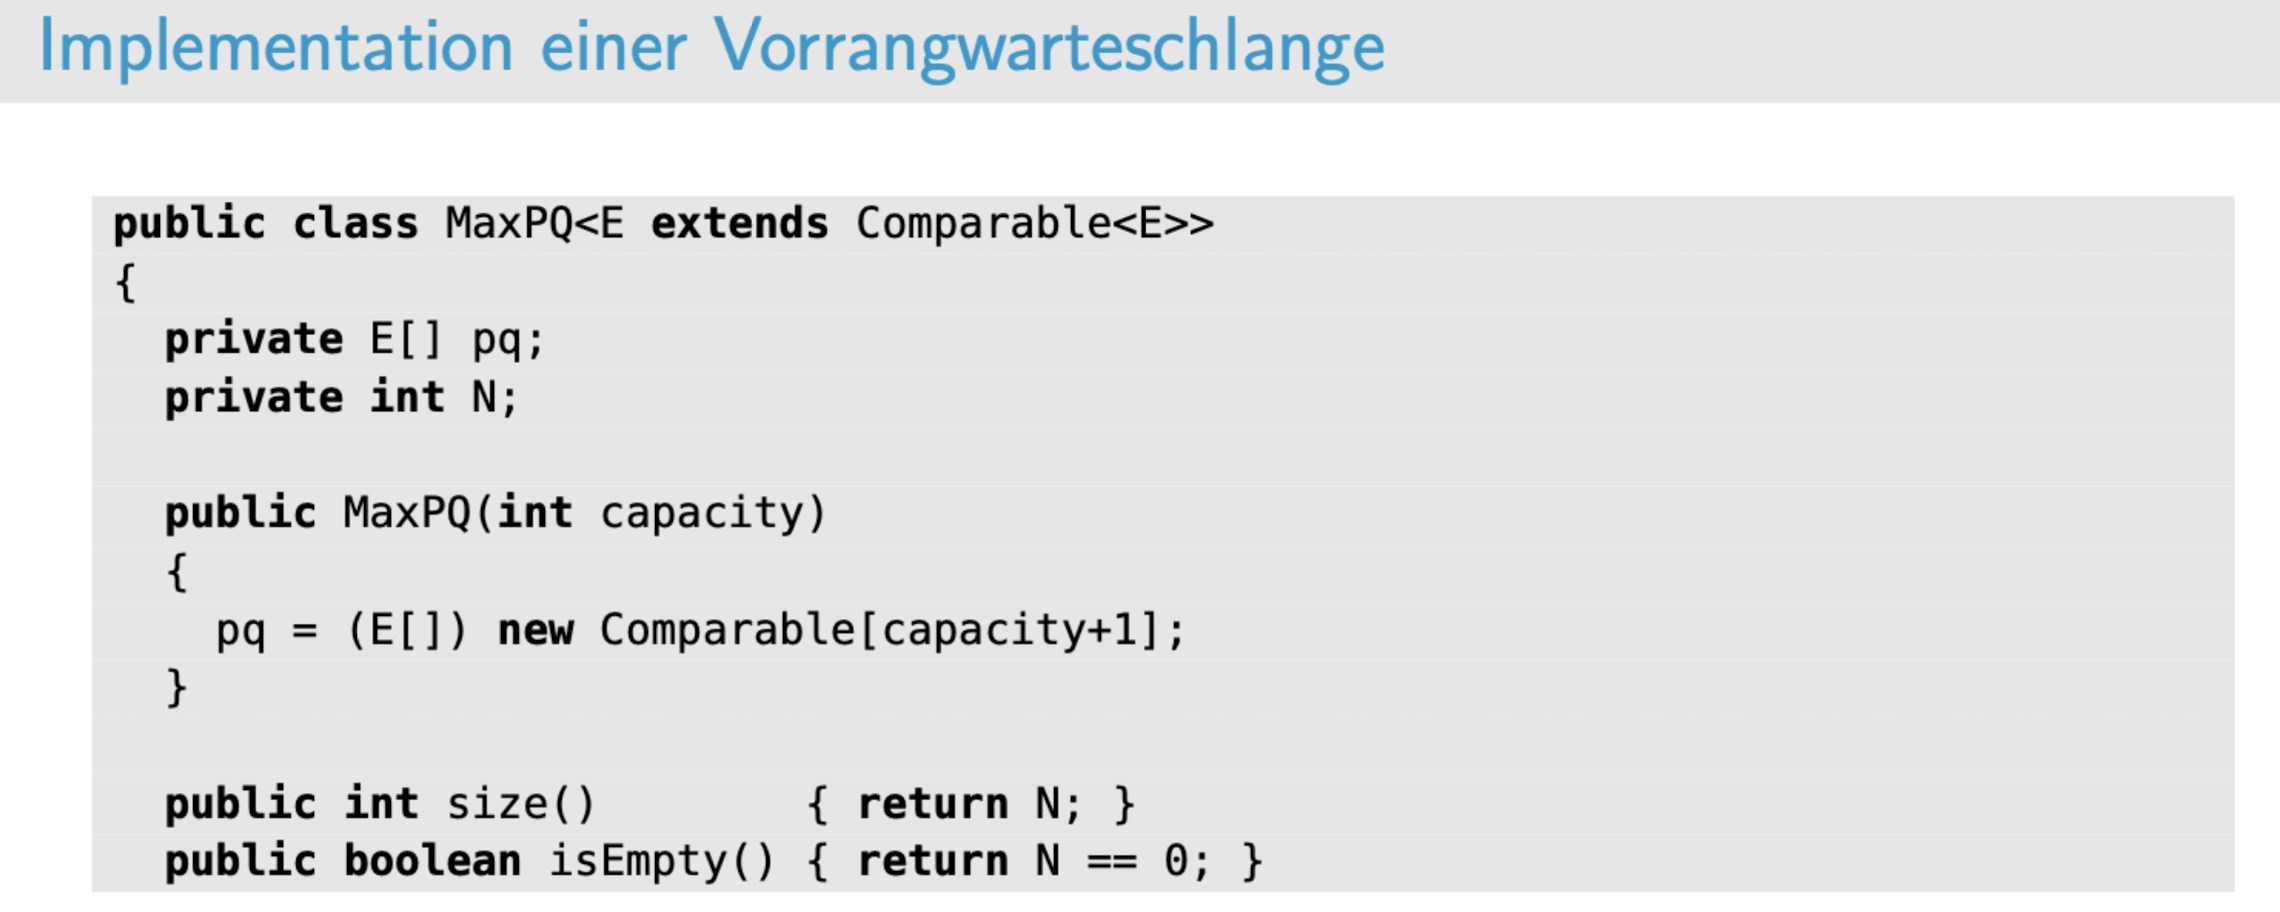 Implementation einer Vorrangwarteschlange
public class MaxPQ<E extends Comparable<E>>
{
  private E[] pq;
  private int N;

  public MaxPQ(int capacity)
  {
    pq = (E[]) new Comparable[capacity+1];
  }

  public int size()        { return N; }
  public boolean isEmpty() { return N == 0; }